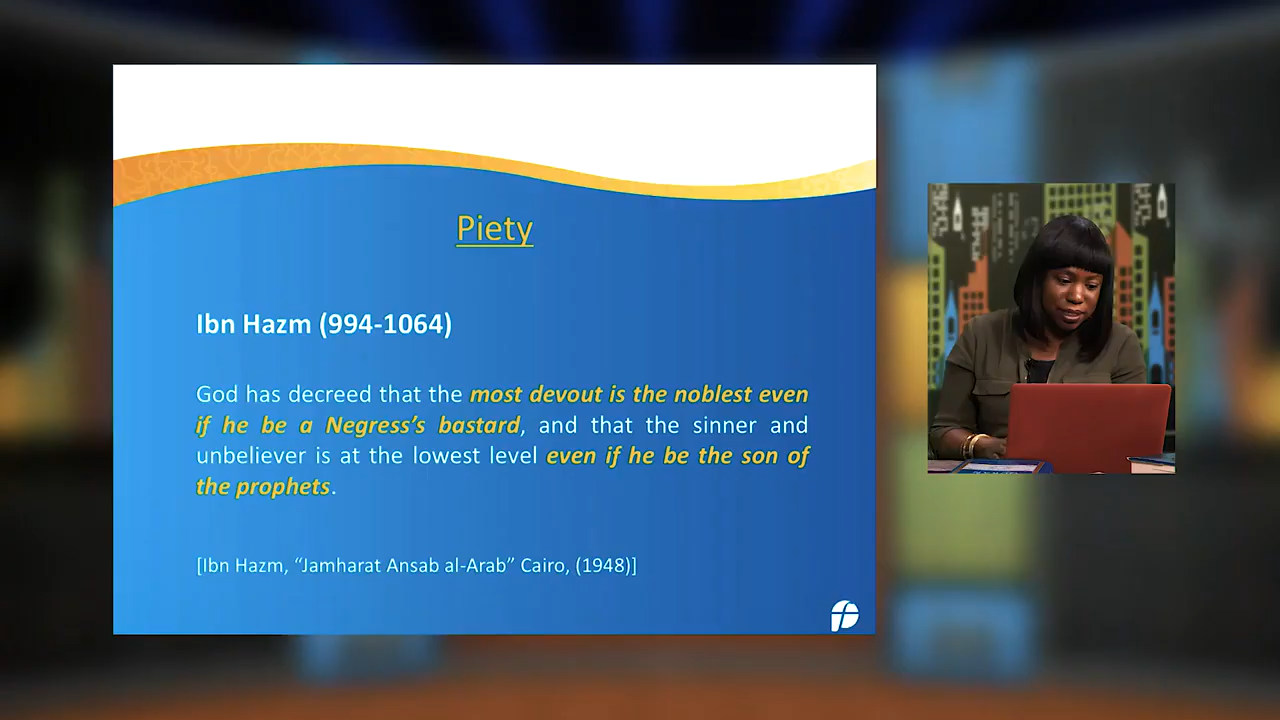 Piety
Ibn Hazm (994-1064)
God has decreed that the most devout is the noblest even
if he be a Negress’s bastard, and that the sinner and
unbeliever is at the lowest level even if he be the son of
the prophets.
[Ibn Hazm, “Jamharat Ansab al-Arab” Cairo, (1948)]